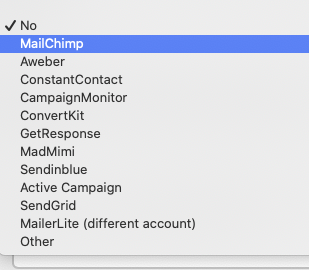 No
MailChimp
Aweber
ConstantContact
CampaignMonitor
ConvertKit
GetResponse
MadMimi
Sendinblue
Active Campaign
SendGrid
MailerLite (different account)
Other